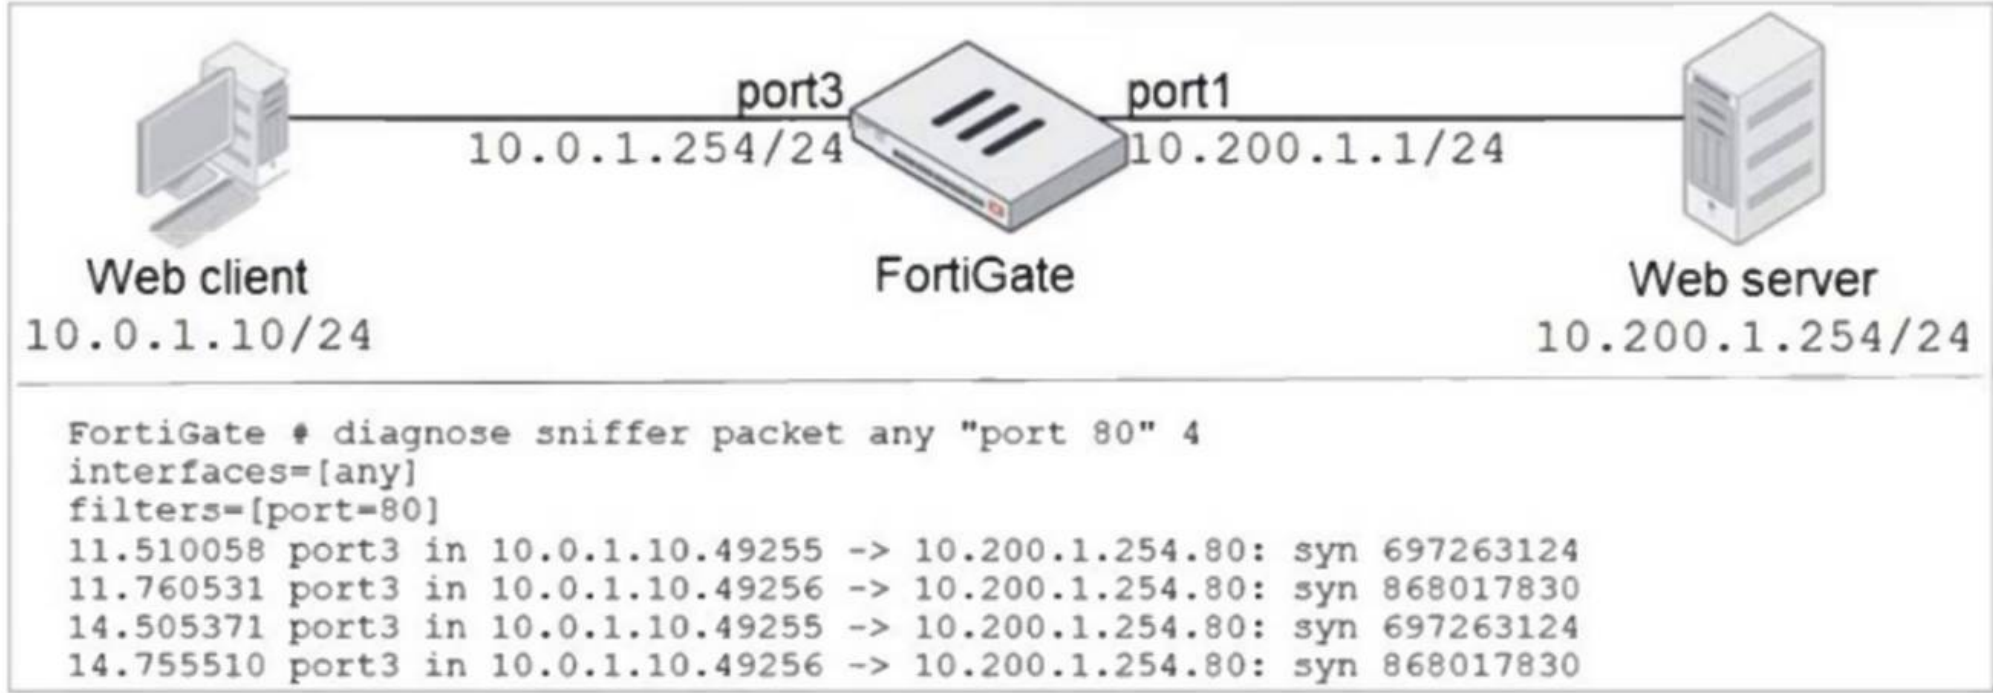 port3
port1
10.0.1.254/24
10.200.1.1/24
Web client
FortiGate
Web server
10.0.1.10/24
10.200.1.254/24
FortiGate # diagnose sniffer packet any "port 80" 4
interfaces=[any]
filters=[port=80]
11.510058 port3 in 10.0.1.10.49255 -> 10.200.1.254.80: syn 697263124
11.760531 port3 in 10.0.1.10.49256 -> 10.200.1.254.80: syn 868017830
14.505371 port3 in 10.0.1.10.49255 -> 10.200.1.254.80: syn 697263124
14.755510 port3 in 10.0.1.10.49256 -> 10.200.1.254.80: syn 868017830